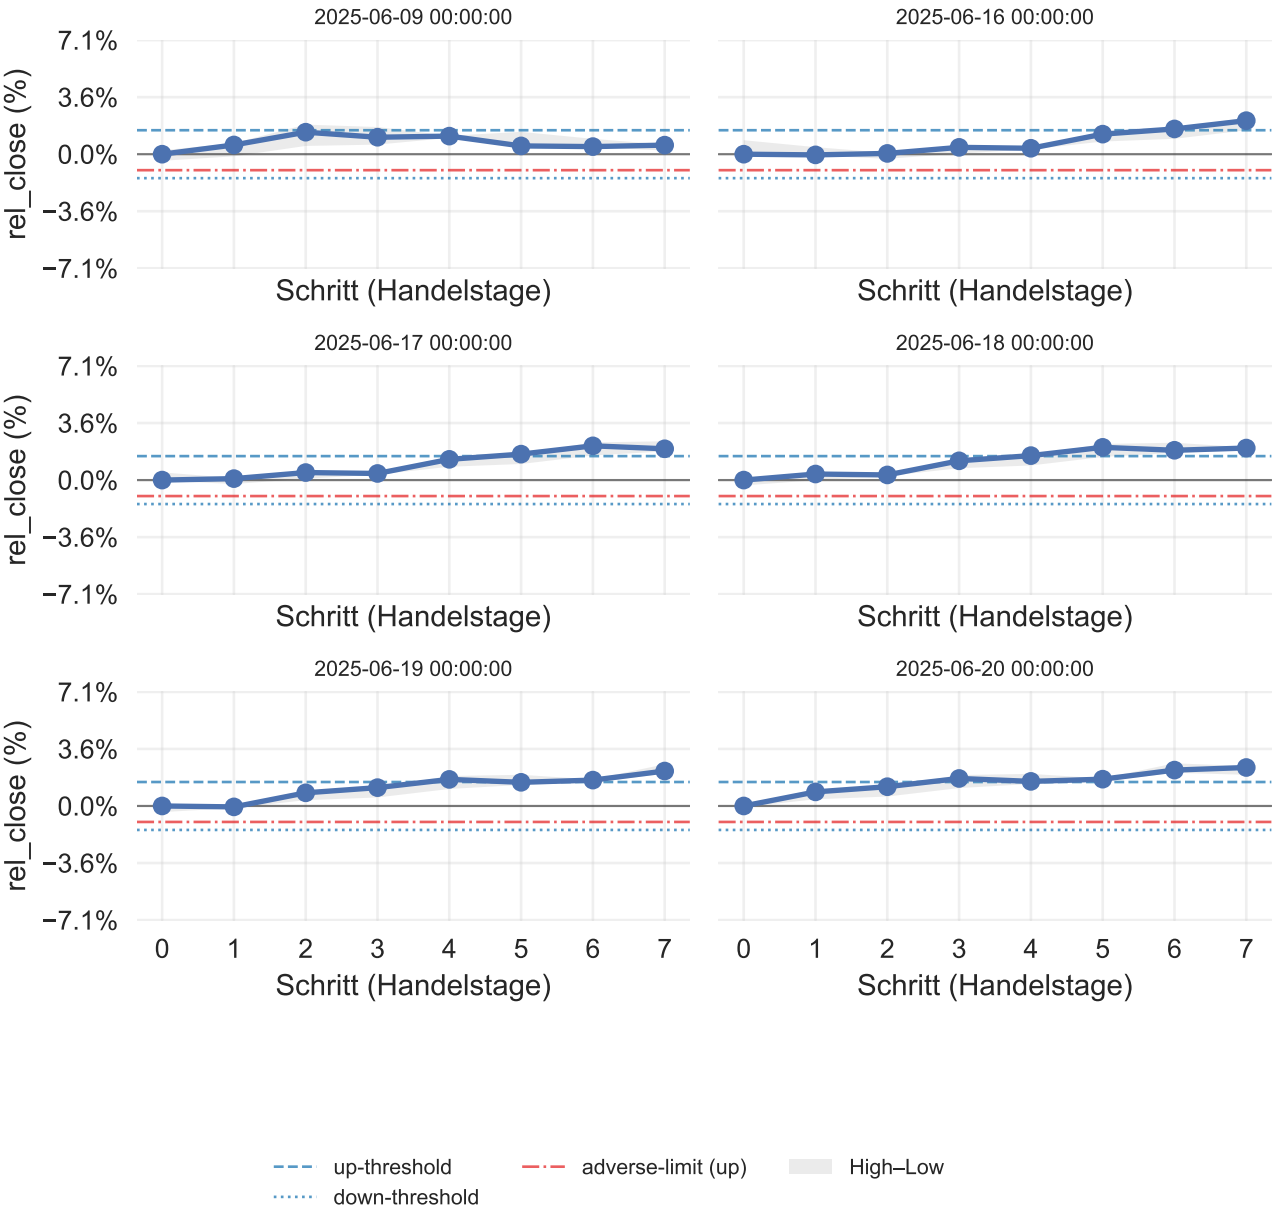 2025-06-09 00:00:00
2025-06-16 00:00:00
7.1%
3.6%
0.0%
−3.6%
−7.1%
rel_close (%)
Schritt (Handelstage)
Schritt (Handelstage)
2025-06-17 00:00:00
2025-06-18 00:00:00
7.1%
3.6%
0.0%
−3.6%
−7.1%
rel_close (%)
Schritt (Handelstage)
Schritt (Handelstage)
2025-06-19 00:00:00
2025-06-20 00:00:00
7.1%
3.6%
0.0%
−3.6%
−7.1%
rel_close (%)
0 1 2 3 4 5 6 7
0 1 2 3 4 5 6 7
Schritt (Handelstage)
Schritt (Handelstage)
up-threshold
down-threshold
adverse-limit (up)
High–Low